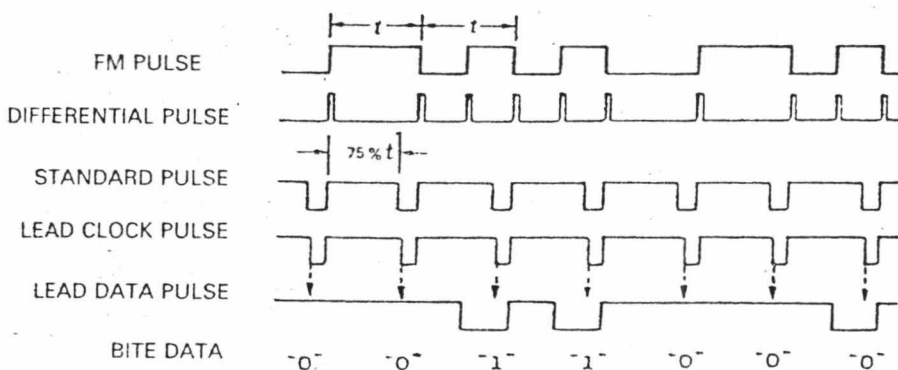 t t
FM PULSE
DIFFERENTIAL PULSE
75% t
STANDARD PULSE
LEAD CLOCK PULSE
LEAD DATA PULSE
BITE DATA -0- -0- -1- -1- -0- -0- -0-